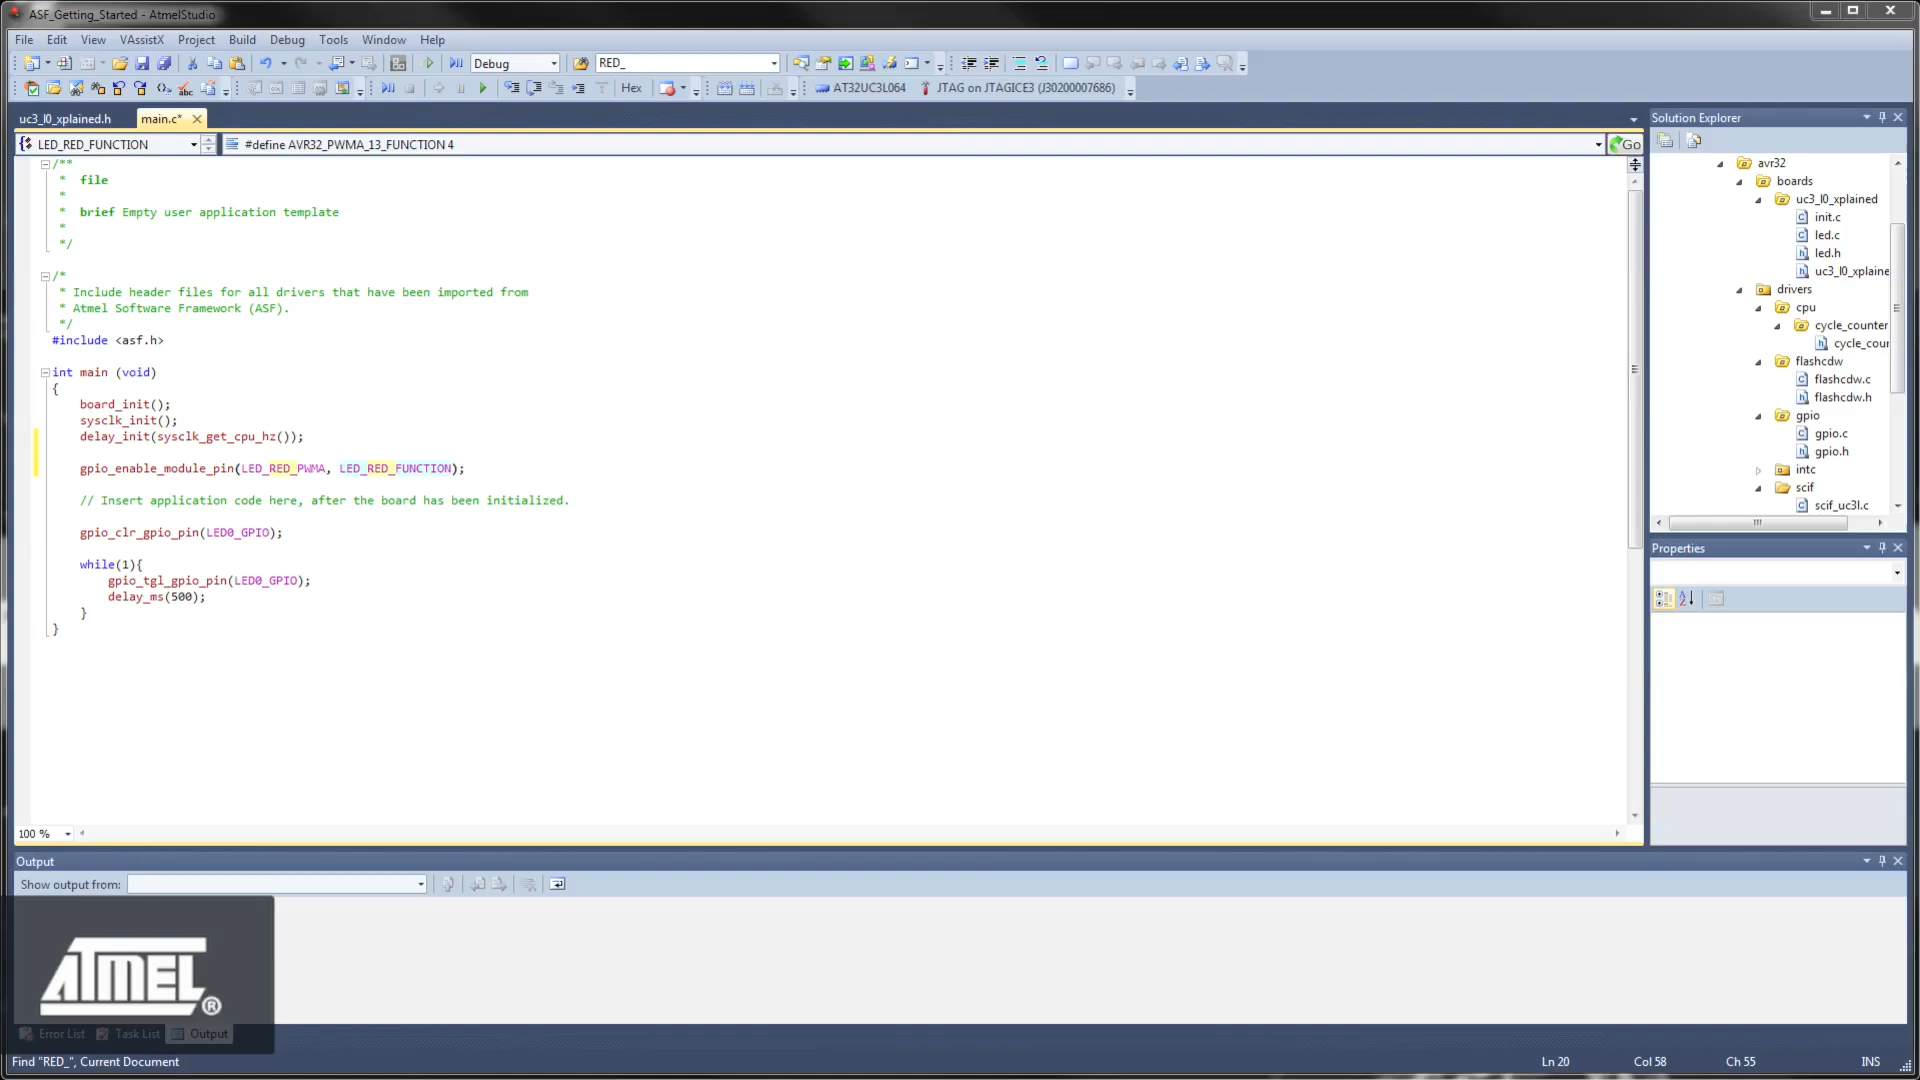 ASF_Getting_Started - AtmelStudio
File Edit View VAssistX Project Build Debug Tools Window Help
Debug RED_
Hex AT32UC3L064 JTAG on JTAGICE3 (J30200007686)
uc3_l0_xplained.h main.c*
LED_RED_FUNCTION #define AVR32_PWMA_13_FUNCTION 4 Go
/**
* file
*
* brief Empty user application template
*
*/
/*
* Include header files for all drivers that have been imported from
* Atmel Software Framework (ASF).
*/
#include <asf.h>
int main (void)
{
board_init();
sysclk_init();
delay_init(sysclk_get_cpu_hz());
gpio_enable_module_pin(LED_RED_PWMA, LED_RED_FUNCTION);
// Insert application code here, after the board has been initialized.
gpio_clr_gpio_pin(LED0_GPIO);
while(1){
gpio_tgl_gpio_pin(LED0_GPIO);
delay_ms(500);
}
}
100 %
Solution Explorer
avr32
boards
uc3_l0_xplained
init.c
led.c
led.h
uc3_l0_xplaine
drivers
cpu
cycle_counter
cycle_cour
flashcdw
flashcdw.c
flashcdw.h
gpio
gpio.c
gpio.h
intc
scif
scif_uc3l.c
Properties
Output
Show output from:
ATMEL®
Error List Task List Output
Find "RED_", Current Document Ln 20 Col 58 Ch 55 INS